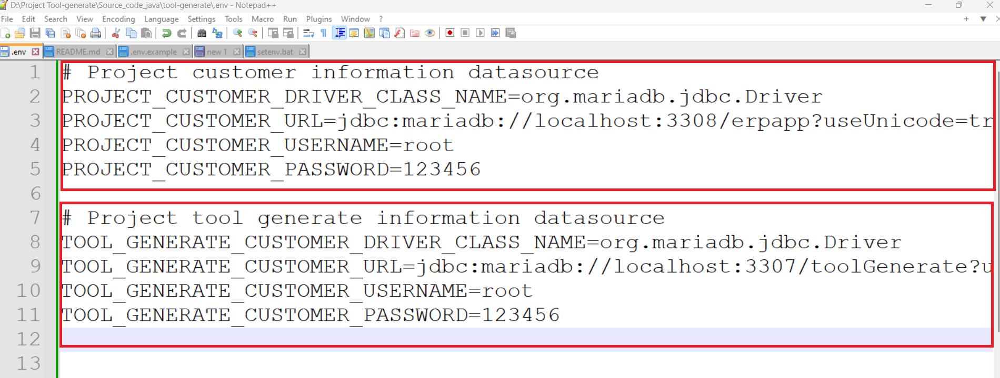 D:\Project Tool-generate\Source_code_java\tool-generate\.env - Notepad++
File Edit Search View Encoding Language Settings Tools Macro Run Plugins Window ?
.env README.md .env.example new 1 setenv.bat
1 # Project customer information datasource
2 PROJECT_CUSTOMER_DRIVER_CLASS_NAME=org.mariadb.jdbc.Driver
3 PROJECT_CUSTOMER_URL=jdbc:mariadb://localhost:3308/erpapp?useUnicode=tr
4 PROJECT_CUSTOMER_USERNAME=root
5 PROJECT_CUSTOMER_PASSWORD=123456
6
7 # Project tool generate information datasource
8 TOOL_GENERATE_CUSTOMER_DRIVER_CLASS_NAME=org.mariadb.jdbc.Driver
9 TOOL_GENERATE_CUSTOMER_URL=jdbc:mariadb://localhost:3307/toolGenerate?u
10 TOOL_GENERATE_CUSTOMER_USERNAME=root
11 TOOL_GENERATE_CUSTOMER_PASSWORD=123456
12
13